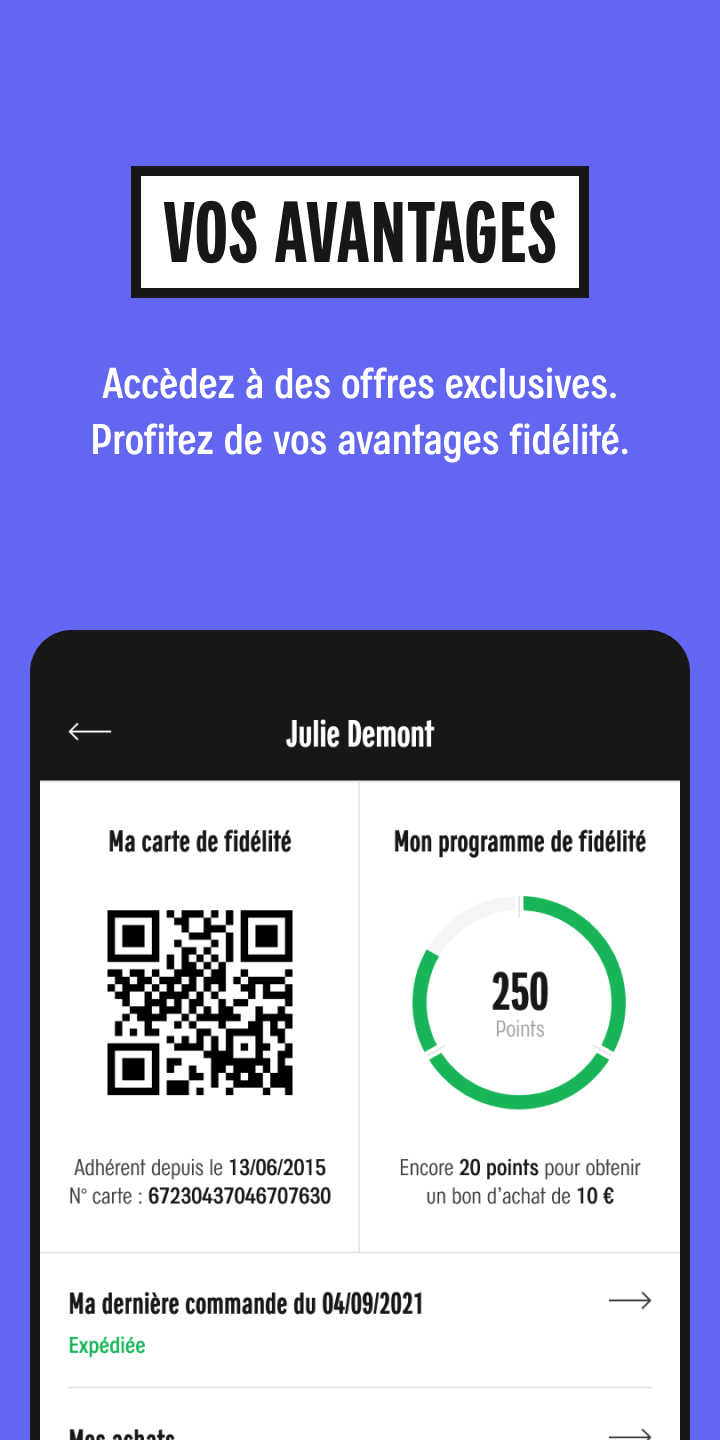 VOS AVANTAGES
Accèdez à des offres exclusives.
Profitez de vos avantages fidélité.
Julie Demont
Ma carte de fidélité
Adhérent depuis le 13/06/2015
N° carte : 67230437046707630
Mon programme de fidélité
250
Points
Encore 20 points pour obtenir
un bon d'achat de 10 €
Ma dernière commande du 04/09/2021
Expédiée
Mes achats